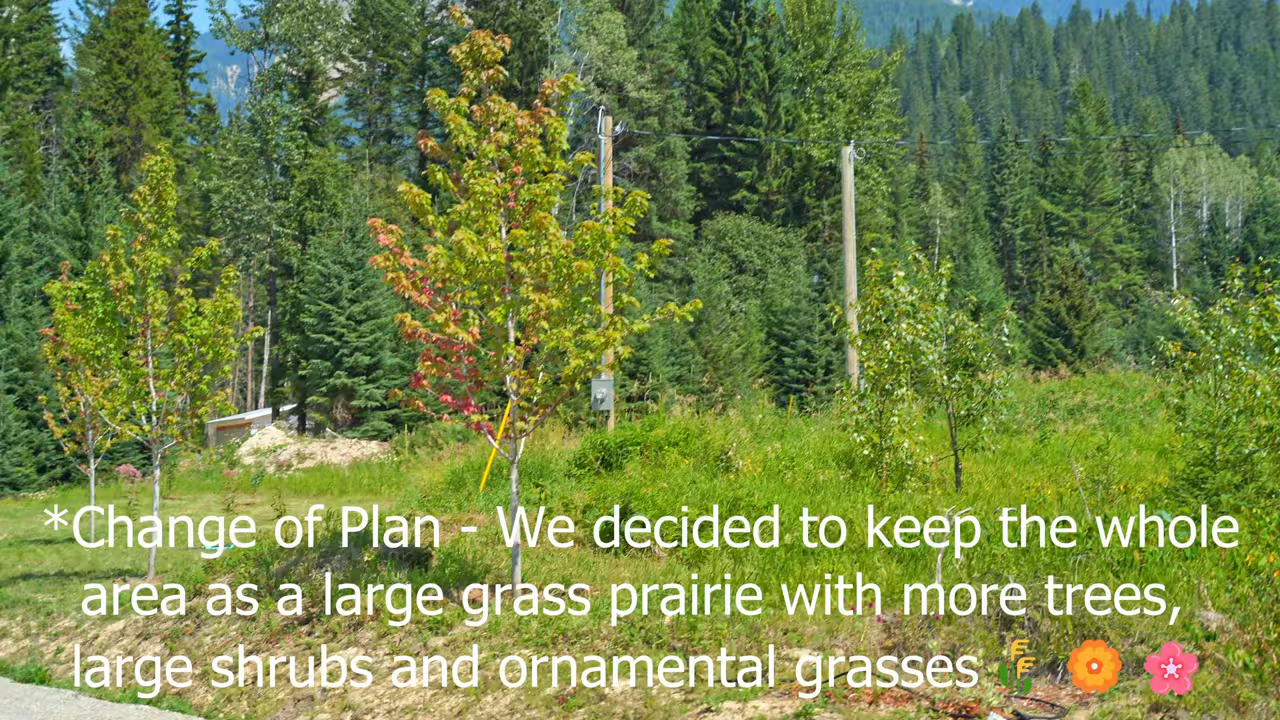 *Change of Plan - We decided to keep the whole
area as a large grass prairie with more trees,
large shrubs and ornamental grasses 🌾 🌼 🌸